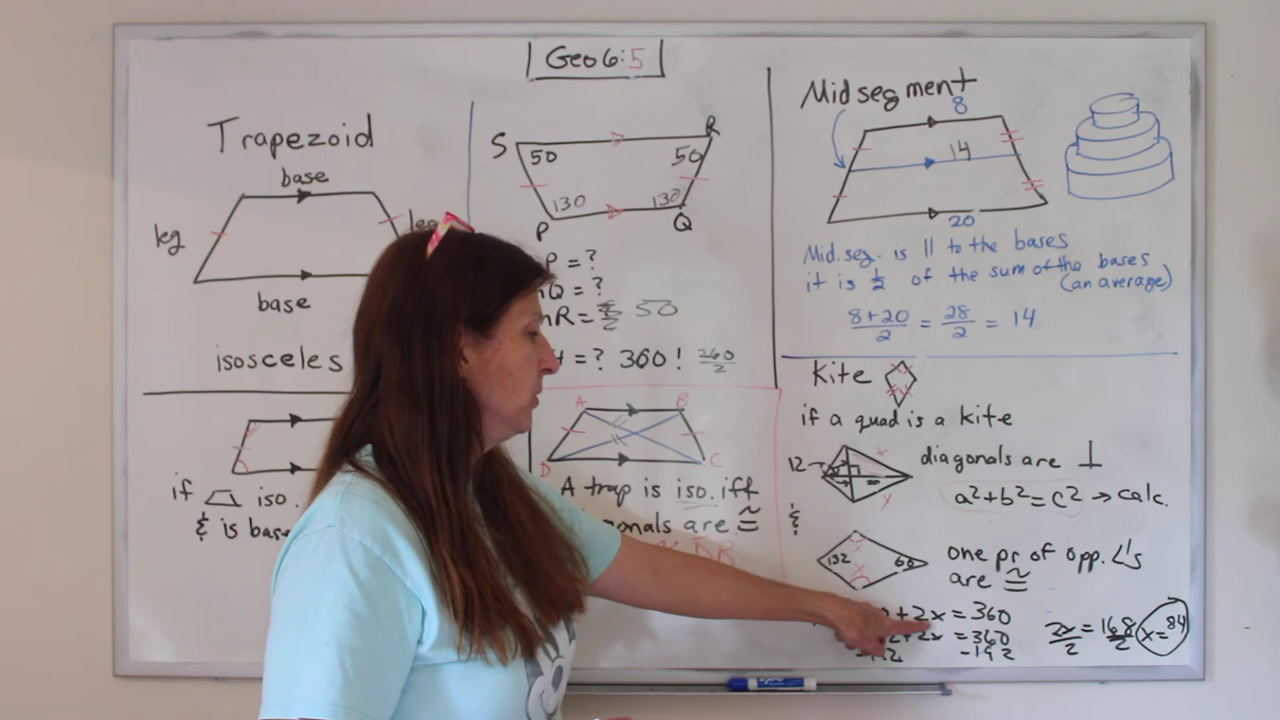 Geo 6:5
Trapezoid
base
leg
leg
base
isosceles
if iso.
& is base
S R
50 50
130 130
P Q
P = ?
Q = ?
R = 50
= ? 360! 260/2
A B
D C
A trap is iso. iff
diagonals are ≅
DB
Midsegment
8
14
20
Mid. seg. is || to the bases
it is 1/2 of the sum of the bases
(an average)
8+20/2 = 28/2 = 14
Kite
if a quad is a kite
12
x
y
diagonals are ⊥
a²+b²=c² → calc.
&
132 60
x
x
one pr of opp. ∠'s
are ≅
+2x = 360
+2x = 360
-192 -192
2x/2 = 168/2
x=84